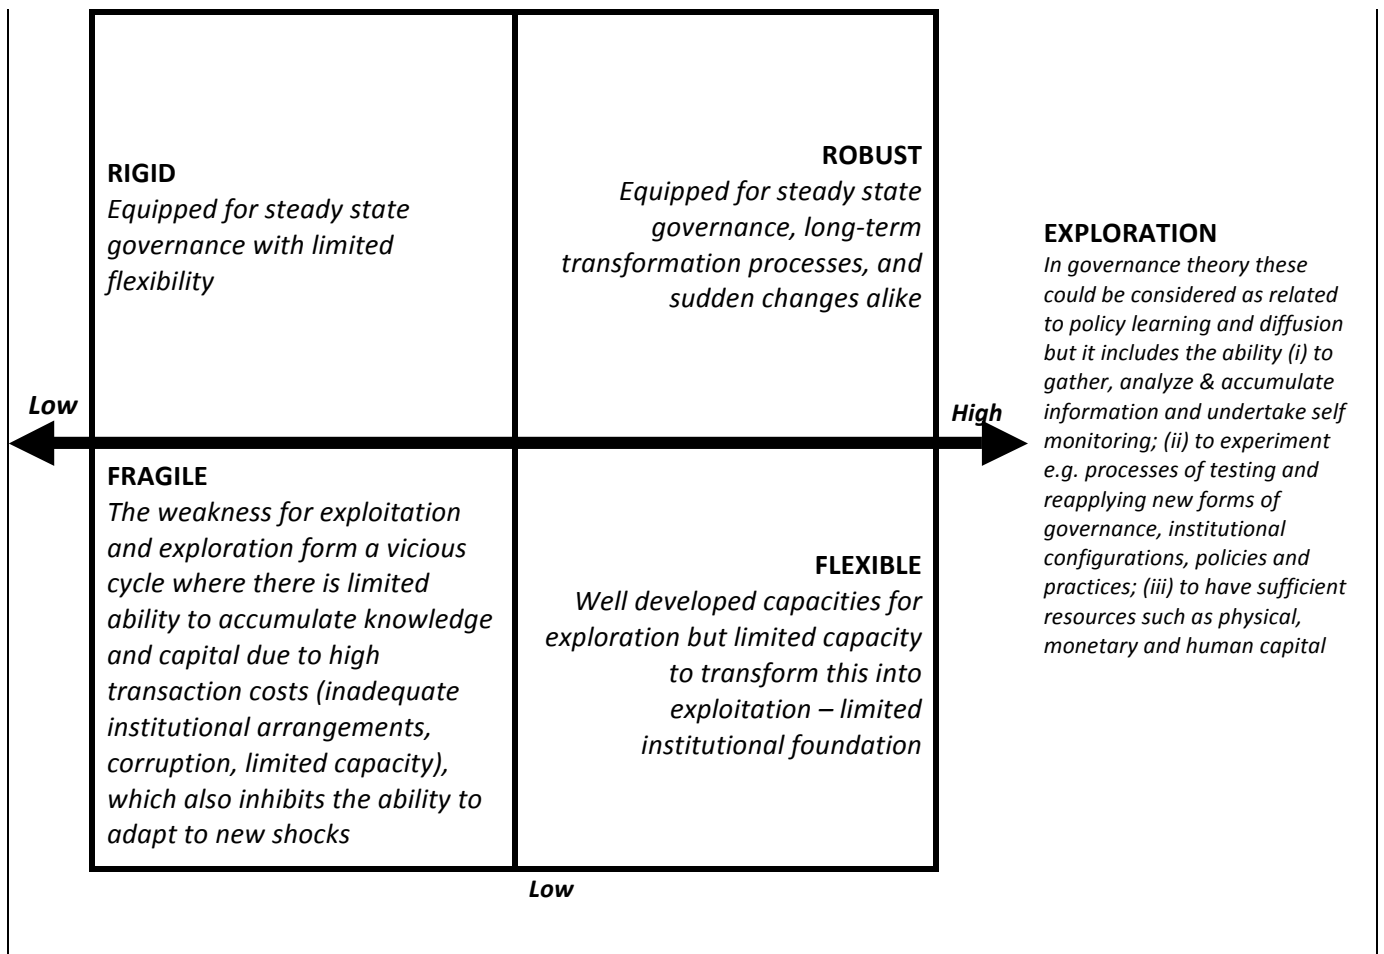 RIGID
Equipped for steady state
governance with limited
flexibility
ROBUST
Equipped for steady state
governance, long-term
transformation processes, and
sudden changes alike
Low
High
FRAGILE
The weakness for exploitation
and exploration form a vicious
cycle where there is limited
ability to accumulate knowledge
and capital due to high
transaction costs (inadequate
institutional arrangements,
corruption, limited capacity),
which also inhibits the ability to
adapt to new shocks
FLEXIBLE
Well developed capacities for
exploration but limited capacity
to transform this into
exploitation – limited
institutional foundation
Low
EXPLORATION
In governance theory these
could be considered as related
to policy learning and diffusion
but it includes the ability (i) to
gather, analyze & accumulate
information and undertake self
monitoring; (ii) to experiment
e.g. processes of testing and
reapplying new forms of
governance, institutional
configurations, policies and
practices; (iii) to have sufficient
resources such as physical,
monetary and human capital